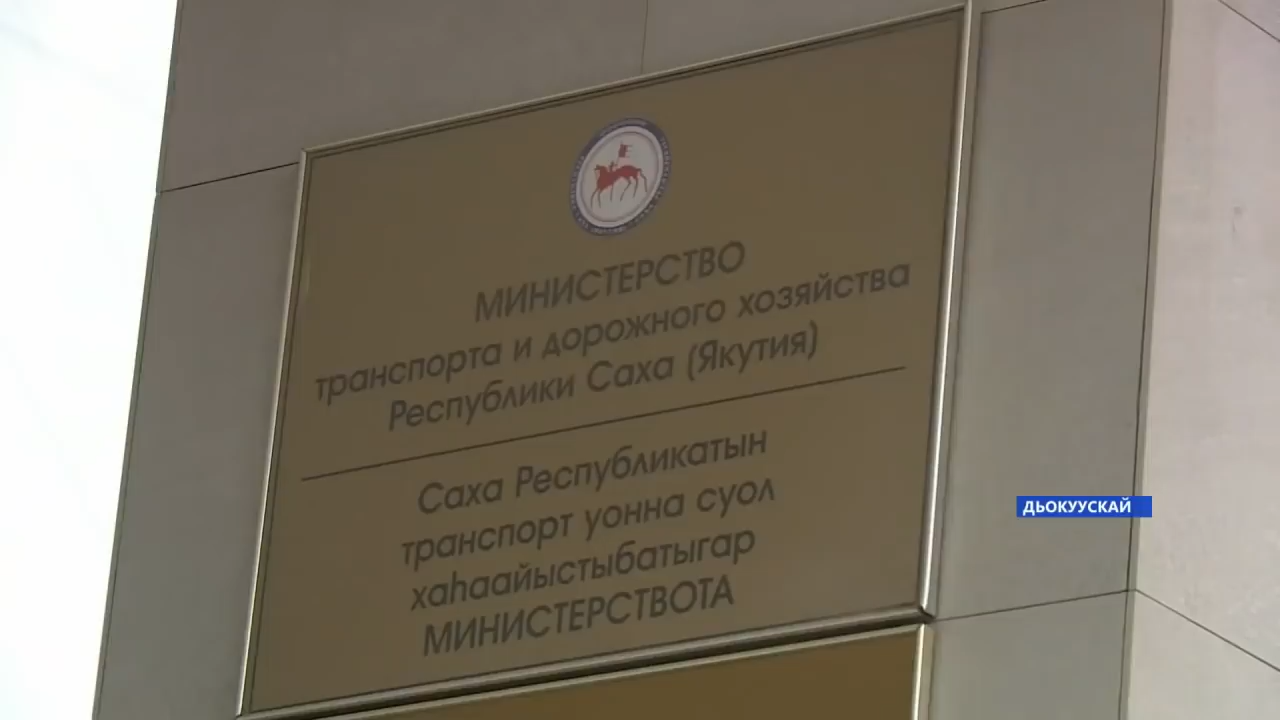 МИНИСТЕРСТВО
транспорта и дорожного хозяйства
Республики Саха (Якутия)
Саха Республикатын
транспорт уонна суол
хаһаайыстыбатыгар
МИНИСТЕРСТВОТА
ДЬОКУУСКАЙ